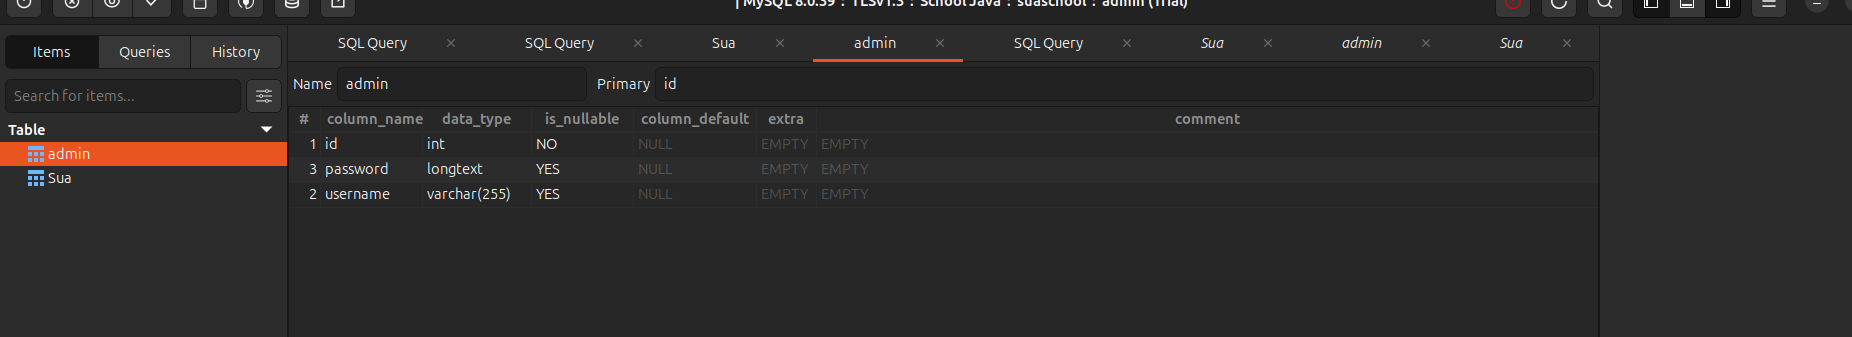 | MySQL 8.0.39 : TLSv1.3 : School Java : suaschool : admin (Trial)
Items Queries History
SQL Query × SQL Query × Sua × admin × SQL Query × Sua × admin × Sua ×
Search for items...
Name admin Primary id
Table
admin
Sua
# column_name data_type is_nullable column_default extra comment
1 id int NO NULL EMPTY EMPTY
3 password longtext YES NULL EMPTY EMPTY
2 username varchar(255) YES NULL EMPTY EMPTY